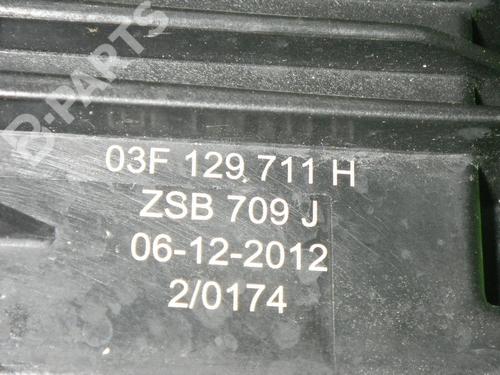 B-PARTS
03F 129 711 H
ZSB 709 J
06-12-2012
2/0174